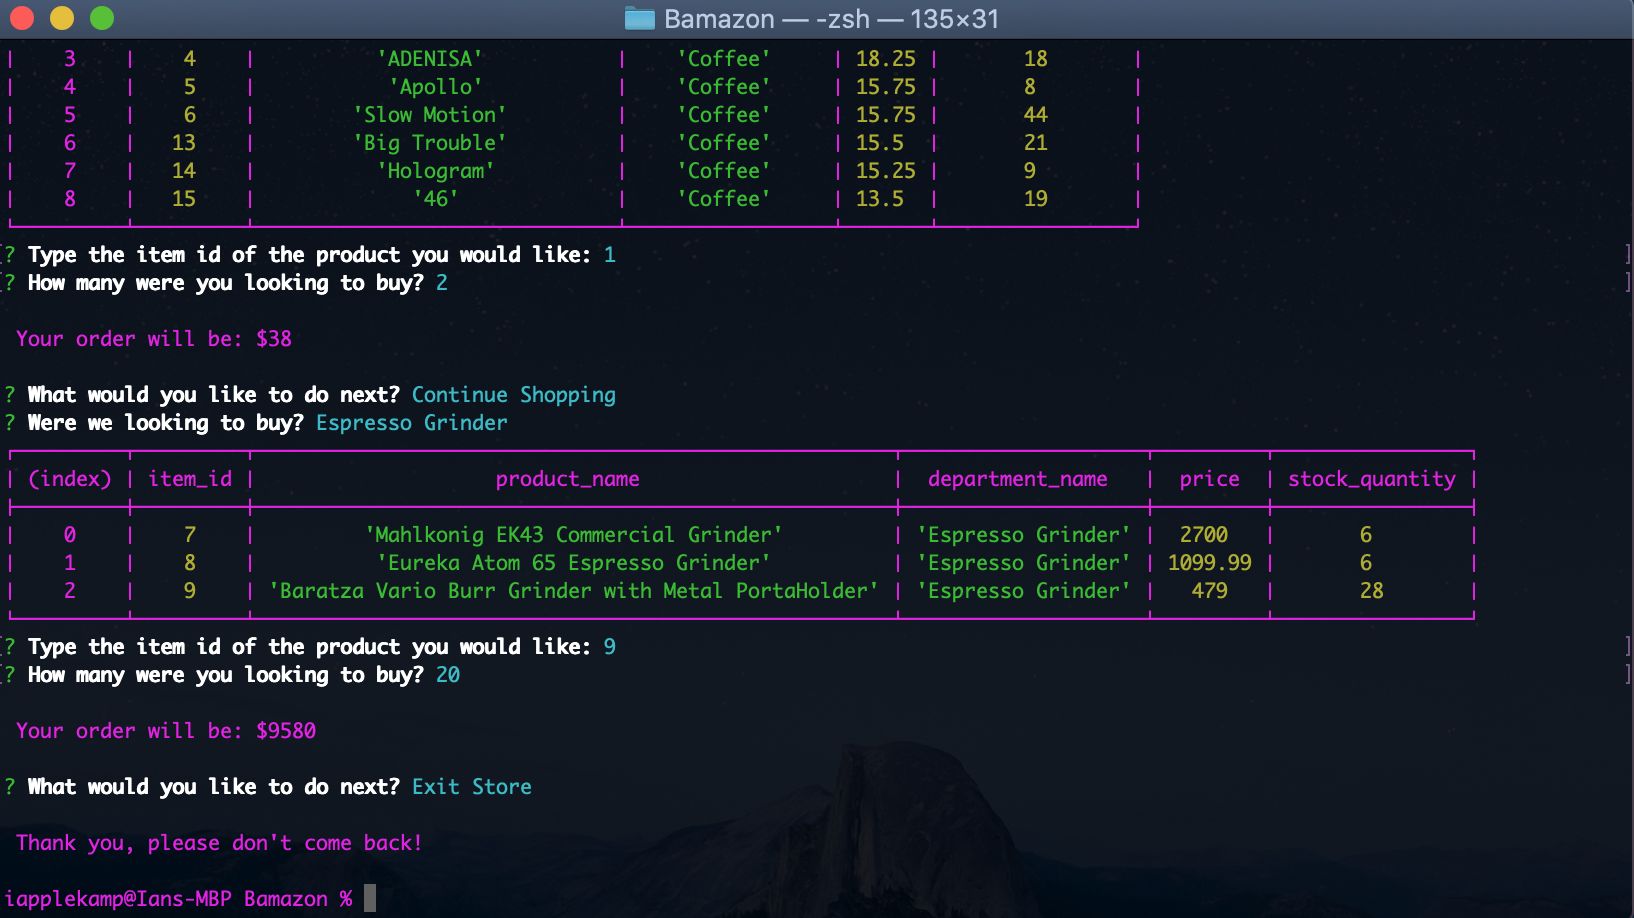 Bamazon — -zsh — 135×31
| 3 | 4 | 'ADENISA' | 'Coffee' | 18.25 | 18 |
| 4 | 5 | 'Apollo' | 'Coffee' | 15.75 | 8 |
| 5 | 6 | 'Slow Motion' | 'Coffee' | 15.75 | 44 |
| 6 | 13 | 'Big Trouble' | 'Coffee' | 15.5 | 21 |
| 7 | 14 | 'Hologram' | 'Coffee' | 15.25 | 9 |
| 8 | 15 | '46' | 'Coffee' | 13.5 | 19 |
[? Type the item id of the product you would like: 1 ]
[? How many were you looking to buy? 2 ]
Your order will be: $38
? What would you like to do next? Continue Shopping
? Were we looking to buy? Espresso Grinder
| (index) | item_id | product_name | department_name | price | stock_quantity |
| 0 | 7 | 'Mahlkonig EK43 Commercial Grinder' | 'Espresso Grinder' | 2700 | 6 |
| 1 | 8 | 'Eureka Atom 65 Espresso Grinder' | 'Espresso Grinder' | 1099.99 | 6 |
| 2 | 9 | 'Baratza Vario Burr Grinder with Metal PortaHolder' | 'Espresso Grinder' | 479 | 28 |
[? Type the item id of the product you would like: 9 ]
[? How many were you looking to buy? 20 ]
Your order will be: $9580
? What would you like to do next? Exit Store
Thank you, please don't come back!
iapplekamp@Ians-MBP Bamazon %